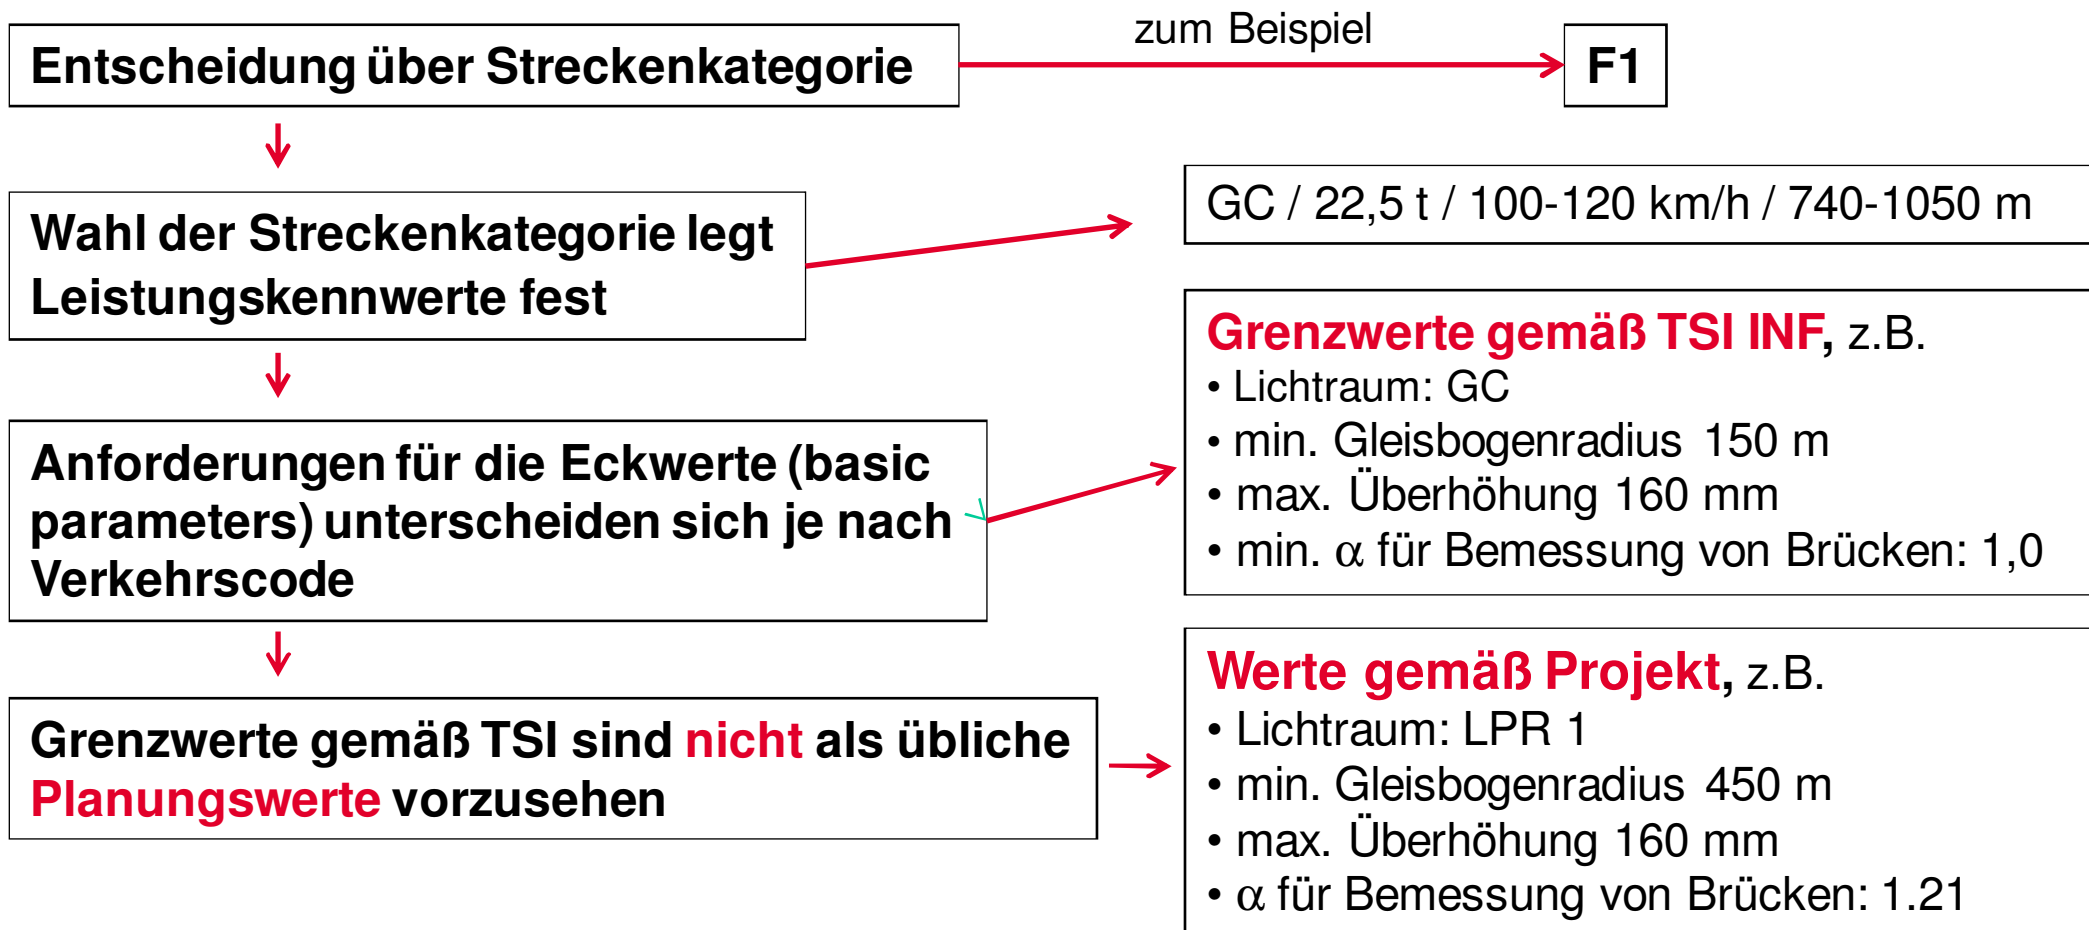 Entscheidung über Streckenkategorie
zum Beispiel
F1
Wahl der Streckenkategorie legt
Leistungskennwerte fest
GC / 22,5 t / 100-120 km/h / 740-1050 m
Anforderungen für die Eckwerte (basic
parameters) unterscheiden sich je nach
Verkehrscode
Grenzwerte gemäß TSI INF, z.B.
• Lichtraum: GC
• min. Gleisbogenradius 150 m
• max. Überhöhung 160 mm
• min. α für Bemessung von Brücken: 1,0
Grenzwerte gemäß TSI sind nicht als übliche
Planungswerte vorzusehen
Werte gemäß Projekt, z.B.
• Lichtraum: LPR 1
• min. Gleisbogenradius 450 m
• max. Überhöhung 160 mm
• α für Bemessung von Brücken: 1.21